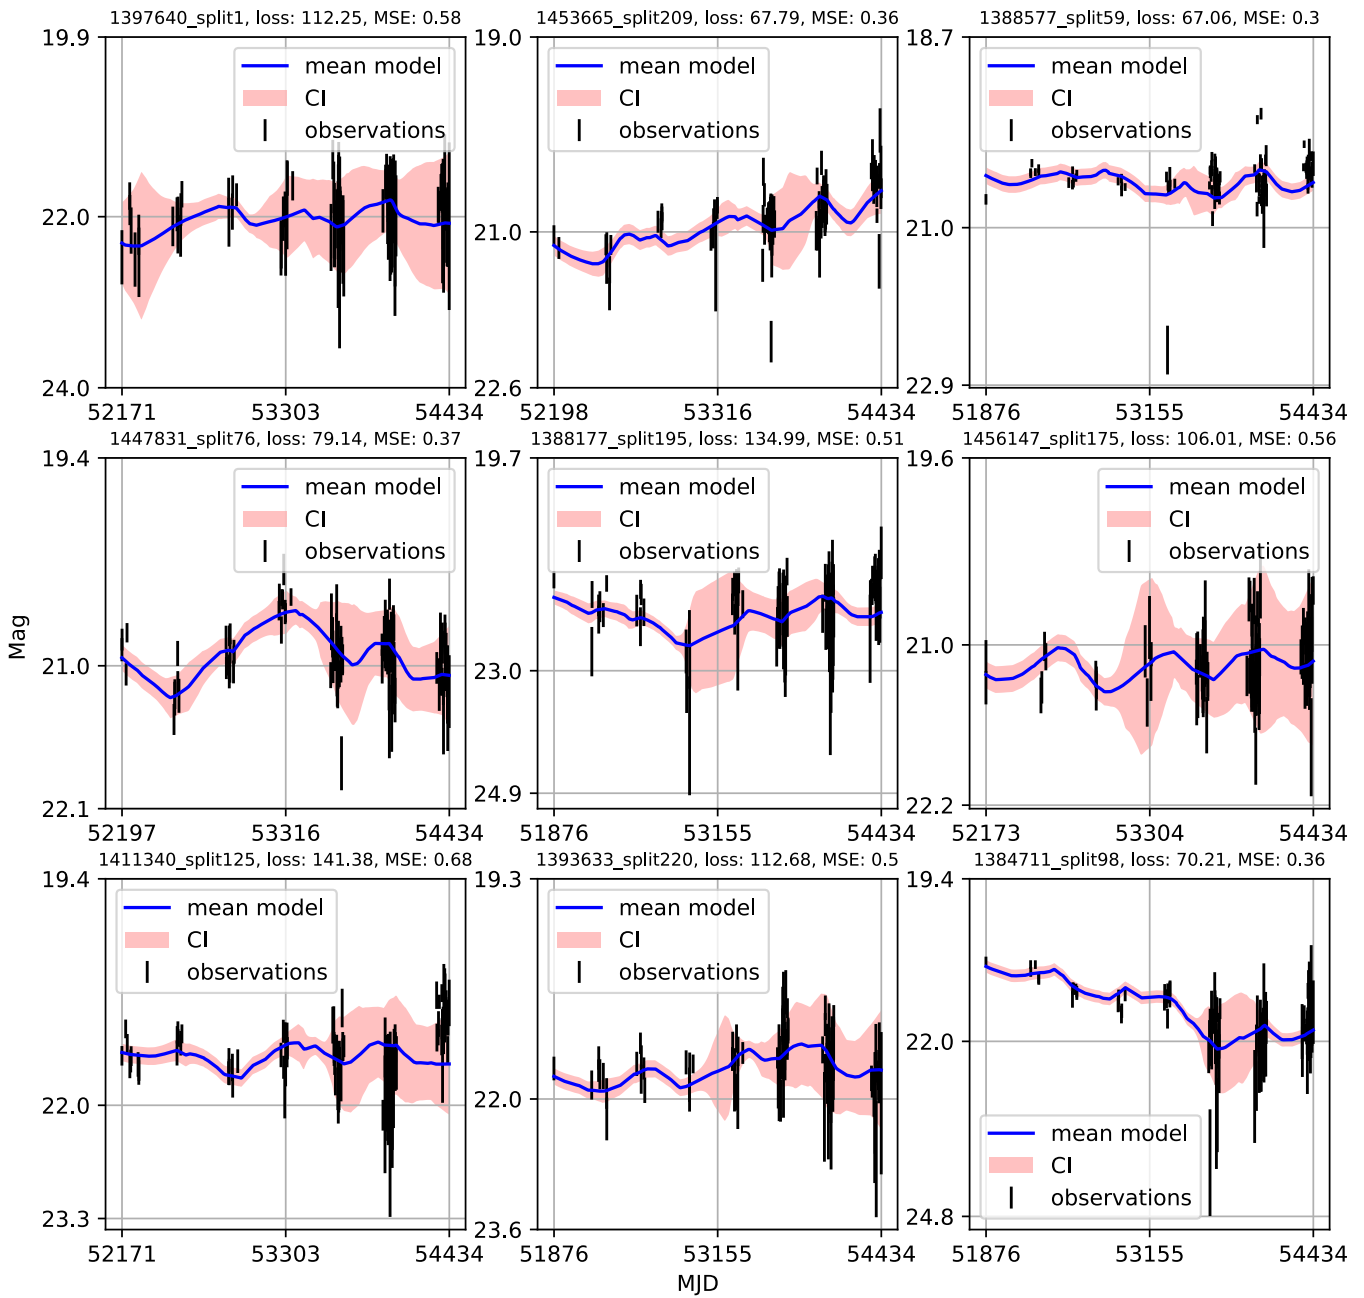 1397640_split1, loss: 112.25, MSE: 0.58
19.9
22.0
24.0
mean model
CI
observations
52171
53303
54434
1453665_split209, loss: 67.79, MSE: 0.36
19.0
21.0
22.6
mean model
CI
observations
52198
53316
54434
1388577_split59, loss: 67.06, MSE: 0.3
18.7
21.0
22.9
mean model
CI
observations
51876
53155
54434
1447831_split76, loss: 79.14, MSE: 0.37
19.4
21.0
22.1
mean model
CI
observations
52197
53316
54434
Mag
1388177_split195, loss: 134.99, MSE: 0.51
19.7
23.0
24.9
mean model
CI
observations
51876
53155
54434
1456147_split175, loss: 106.01, MSE: 0.56
19.6
21.0
22.2
mean model
CI
observations
52173
53304
54434
1411340_split125, loss: 141.38, MSE: 0.68
19.4
22.0
23.3
mean model
CI
observations
52171
53303
54434
1393633_split220, loss: 112.68, MSE: 0.5
19.3
22.0
23.6
mean model
CI
observations
51876
53155
54434
1384711_split98, loss: 70.21, MSE: 0.36
19.4
22.0
24.8
mean model
CI
observations
51876
53155
54434
MJD